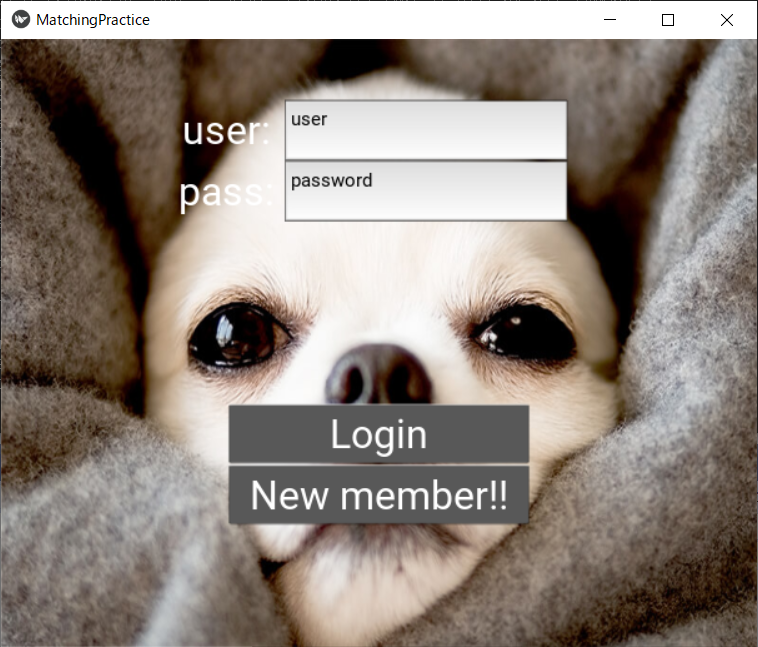 MatchingPractice
user: user
pass: password
Login
New member!!